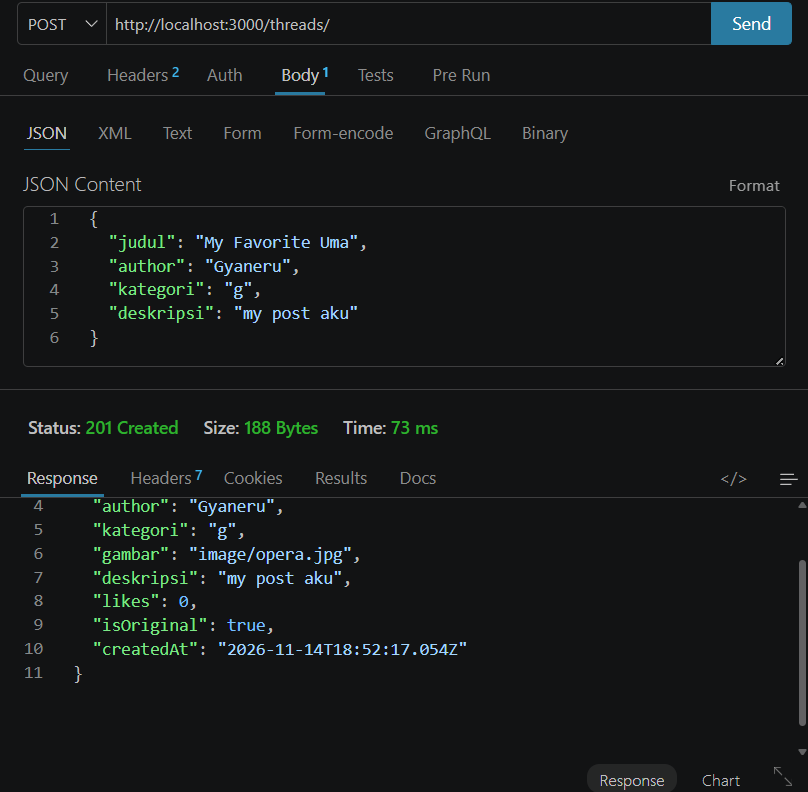 POST http://localhost:3000/threads/ Send
Query Headers 2 Auth Body 1 Tests Pre Run
JSON XML Text Form Form-encode GraphQL Binary
JSON Content Format
1 {
2 "judul": "My Favorite Uma",
3 "author": "Gyaneru",
4 "kategori": "g",
5 "deskripsi": "my post aku"
6 }
Status: 201 Created Size: 188 Bytes Time: 73 ms
Response Headers 7 Cookies Results Docs </>
4 "author": "Gyaneru",
5 "kategori": "g",
6 "gambar": "image/opera.jpg",
7 "deskripsi": "my post aku",
8 "likes": 0,
9 "isOriginal": true,
10 "createdAt": "2026-11-14T18:52:17.054Z"
11 }
Response Chart